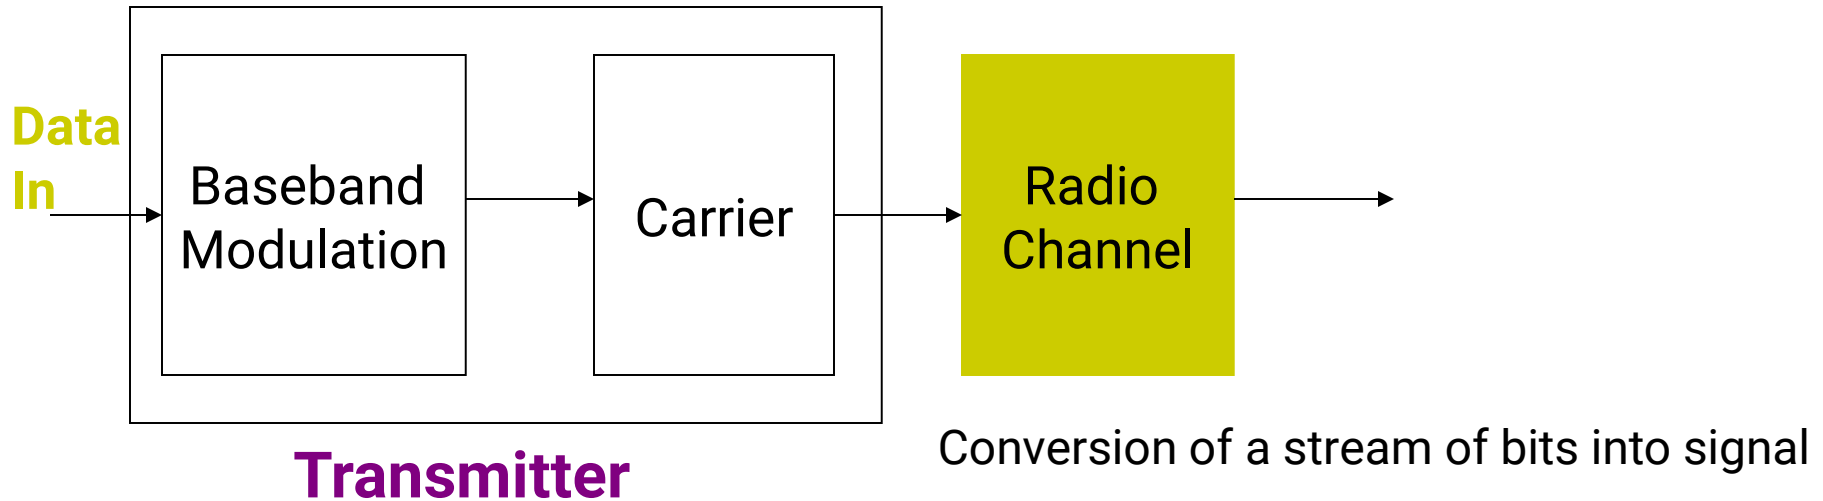 Data
In
Baseband
Modulation
Carrier
Radio
Channel
Transmitter
Conversion of a stream of bits into signal